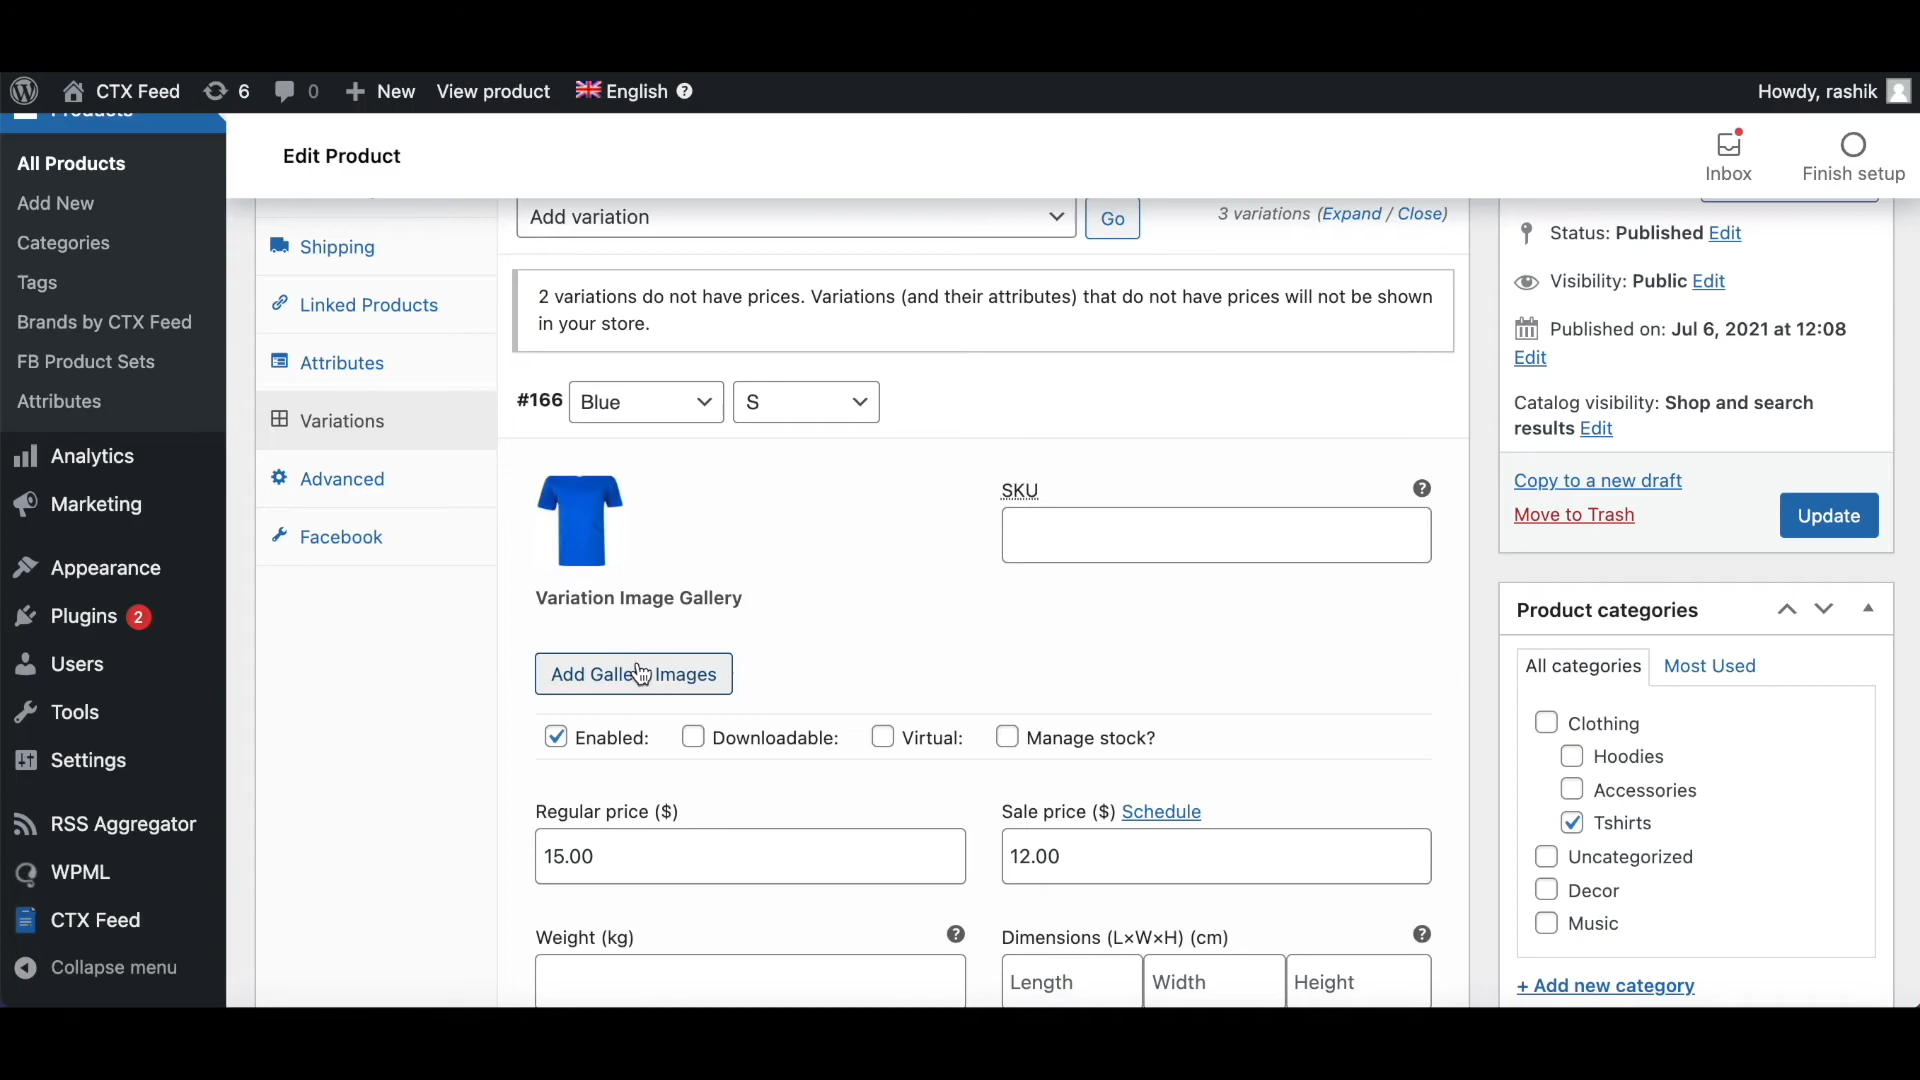 CTX Feed 6 0 + New View product English Howdy, rashik
Products
All Products
Add New
Categories
Tags
Brands by CTX Feed
FB Product Sets
Attributes
Analytics
Marketing
Appearance
Plugins 2
Users
Tools
Settings
RSS Aggregator
WPML
CTX Feed
Collapse menu
Edit Product
Inbox
Finish setup
Shipping
Linked Products
Attributes
Variations
Advanced
Facebook
Add variation
Go
3 variations (Expand / Close)
2 variations do not have prices. Variations (and their attributes) that do not have prices will not be shown
in your store.
#166 Blue S
SKU
Variation Image Gallery
Add Gallery Images
Enabled: Downloadable: Virtual: Manage stock?
Regular price ($)
15.00
Sale price ($) Schedule
12.00
Weight (kg)
Dimensions (L×W×H) (cm)
Length Width Height
Status: Published Edit
Visibility: Public Edit
Published on: Jul 6, 2021 at 12:08
Edit
Catalog visibility: Shop and search
results Edit
Copy to a new draft
Move to Trash
Update
Product categories
All categories Most Used
Clothing
Hoodies
Accessories
Tshirts
Uncategorized
Decor
Music
+ Add new category